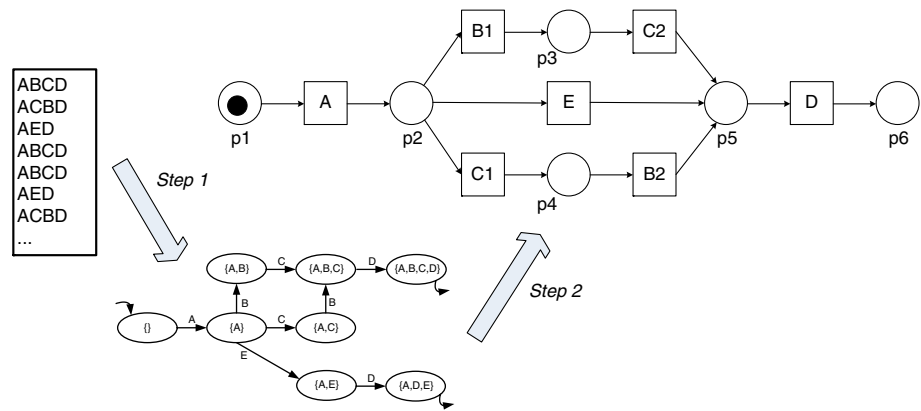 ABCD
ACBD
AED
ABCD
ABCD
AED
ACBD
...
Step 1
B1
p3
C2
p1
A
p2
E
p5
D
p6
C1
p4
B2
{A,B}
C
{A,B,C}
D
{A,B,C,D}
B
B
{}
A
{A}
C
{A,C}
E
{A,E}
D
{A,D,E}
Step 2